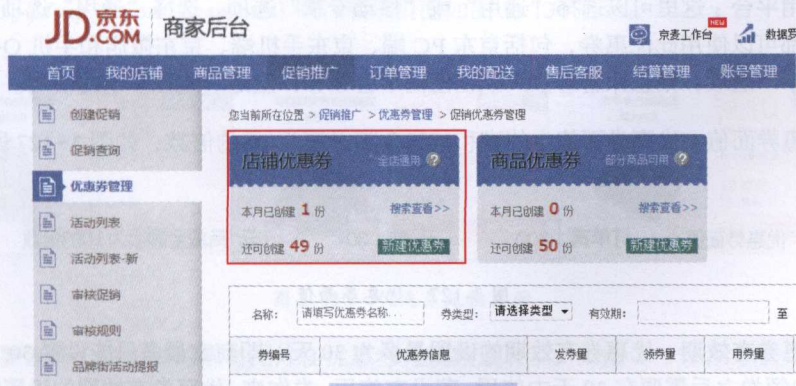 JD 京东 .COM 商家后台
京麦工作台 NEW 数据罗
首页 我的店铺 商品管理 促销推广 订单管理 我的配送 售后客服 结算管理 账号管理
创建促销
促销查询
优惠券管理
活动列表
活动列表-新
审核促销
审核规则
品牌街活动提报
您当前所在位置 > 促销推广 > 优惠券管理 > 促销优惠券管理
店铺优惠券 全店通用 ?
本月已创建 1 份 搜索查看>>
还可创建 49 份 新建优惠券
商品优惠券 部分商品可用 ?
本月已创建 0 份 搜索查看>>
还可创建 50 份 新建优惠券
名称: 请填写优惠券名称... 券类型: 请选择类型 有效期: 至
券编号 优惠券信息 发券量 领券量 用券量